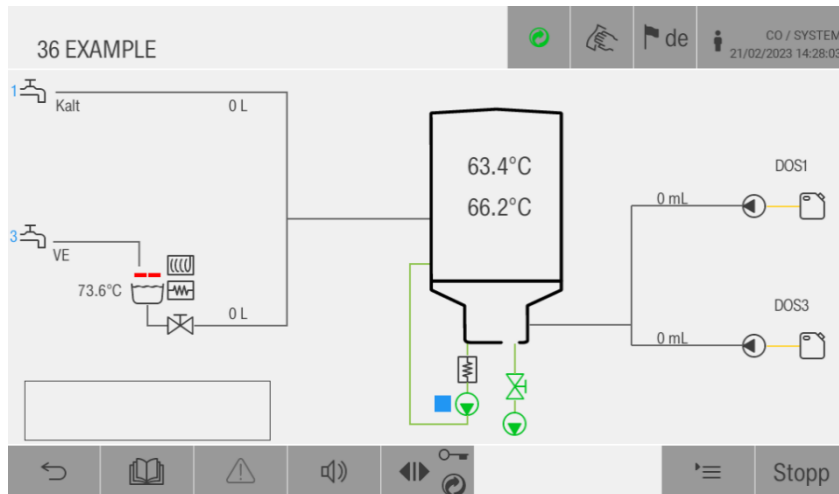 36 EXAMPLE
de
CO / SYSTEM
21/02/2023 14:28:03
1
Kalt
0 L
63.4°C
66.2°C
DOS1
0 mL
3
VE
73.6°C
0 L
DOS3
0 mL
Stopp